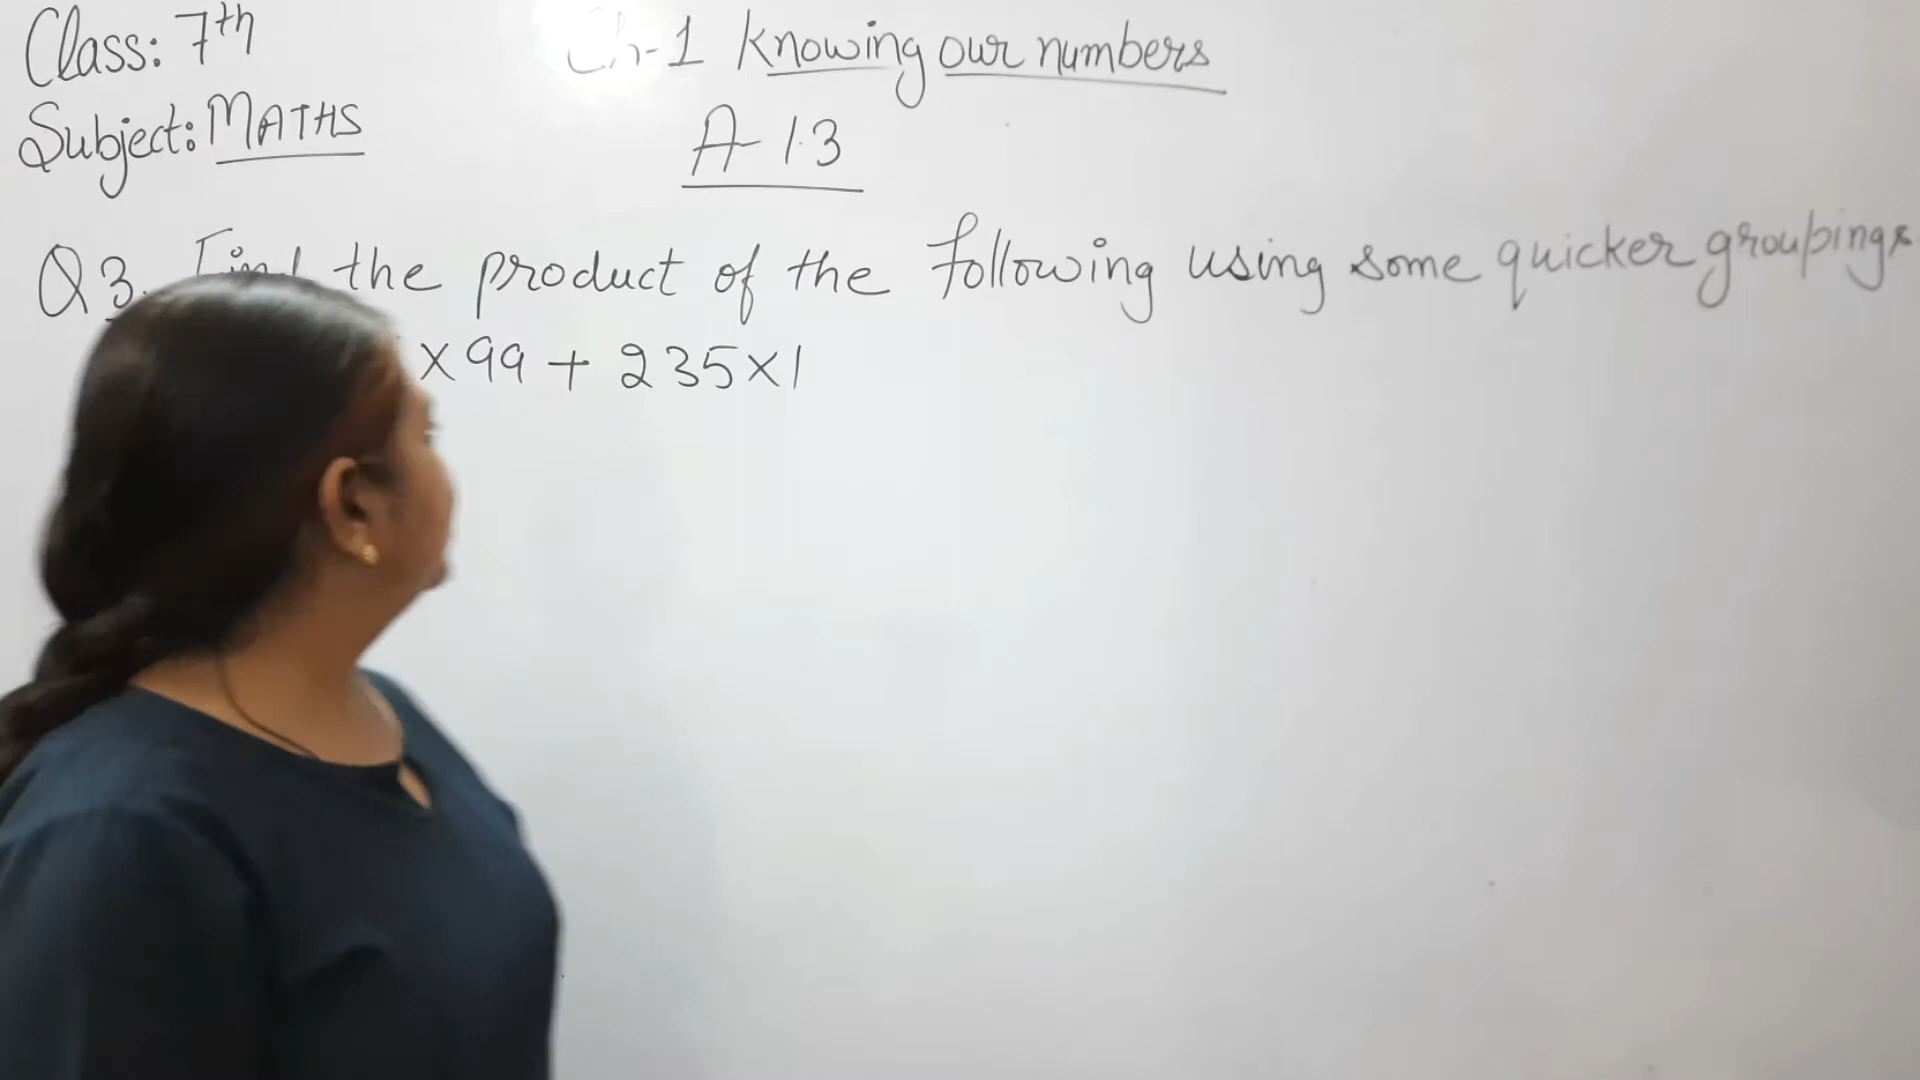 Class: 7th
Subject: MATHS
Ch-1 Knowing our numbers
A 1.3
Q3. Find the product of the following using some quicker groupings
×99 + 235×1